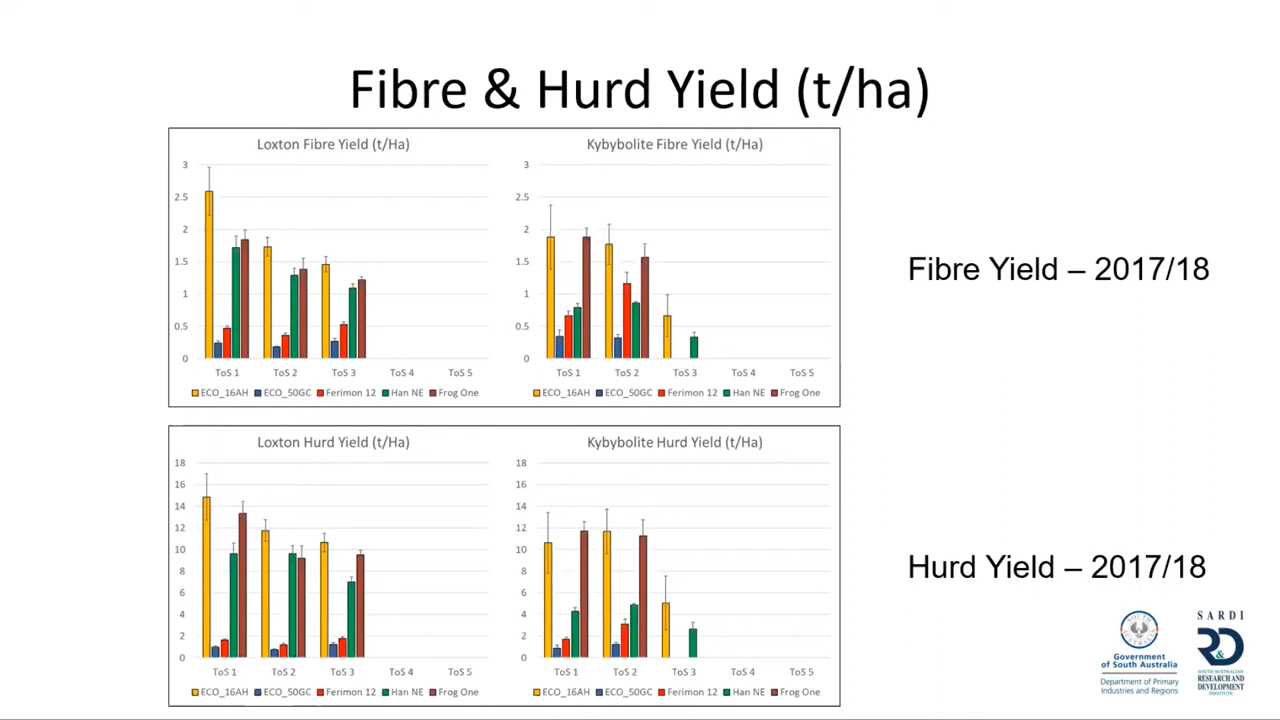 Fibre & Hurd Yield (t/ha)
Loxton Fibre Yield (t/Ha)
3
2.5
2
1.5
1
0.5
0
ToS 1 ToS 2 ToS 3 ToS 4 ToS 5
ECO_16AH ECO_50GC Ferimon 12 Han NE Frog One
Kybybolite Fibre Yield (t/Ha)
3
2.5
2
1.5
1
0.5
0
ToS 1 ToS 2 ToS 3 ToS 4 ToS 5
ECO_16AH ECO_50GC Ferimon 12 Han NE Frog One
Fibre Yield – 2017/18
Loxton Hurd Yield (t/Ha)
18
16
14
12
10
8
6
4
2
0
ToS 1 ToS 2 ToS 3 ToS 4 ToS 5
ECO_16AH ECO_50GC Ferimon 12 Han NE Frog One
Kybybolite Hurd Yield (t/Ha)
18
16
14
12
10
8
6
4
2
0
ToS 1 ToS 2 ToS 3 ToS 4 ToS 5
ECO_16AH ECO_50GC Ferimon 12 Han NE Frog One
Hurd Yield – 2017/18
SOUTH
Government
of South Australia
Department of Primary
Industries and Regions
SARDI
R&D
SOUTH AUSTRALIAN
RESEARCH AND
DEVELOPMENT
INSTITUTE